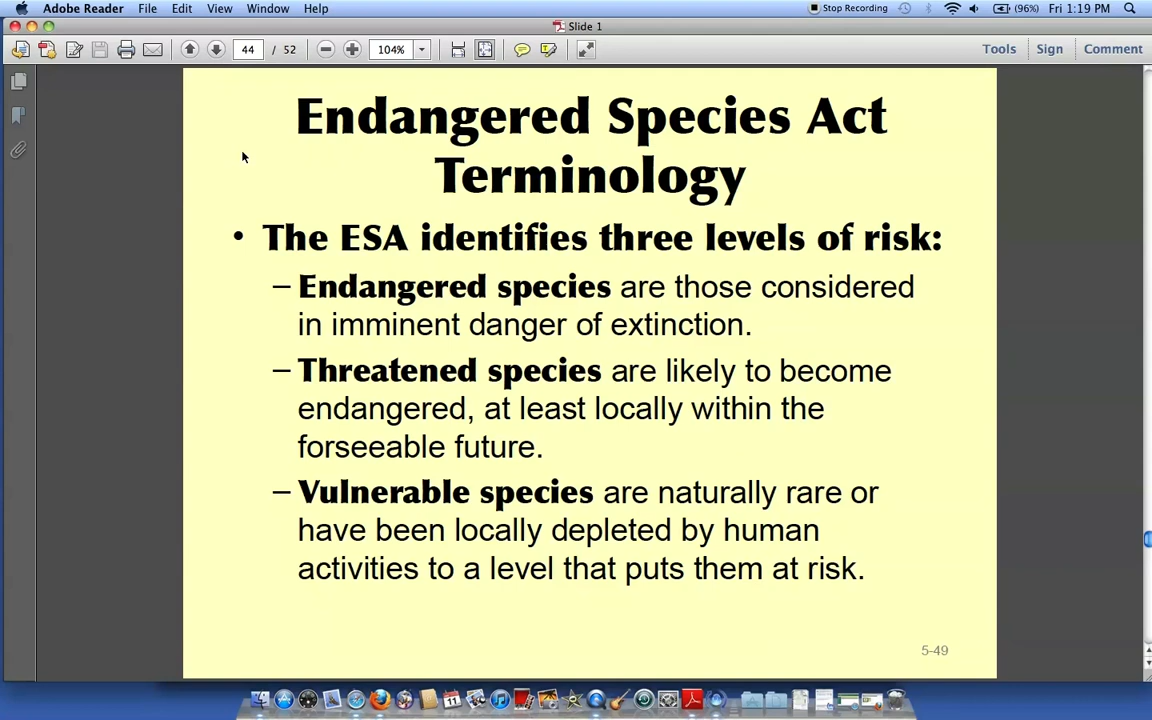 Adobe Reader File Edit View Window Help Stop Recording (96%) Fri 1:19 PM
Slide 1
44 / 52 104% Tools Sign Comment
Endangered Species Act
Terminology
• The ESA identifies three levels of risk:
– Endangered species are those considered
in imminent danger of extinction.
– Threatened species are likely to become
endangered, at least locally within the
forseeable future.
– Vulnerable species are naturally rare or
have been locally depleted by human
activities to a level that puts them at risk.
5-49